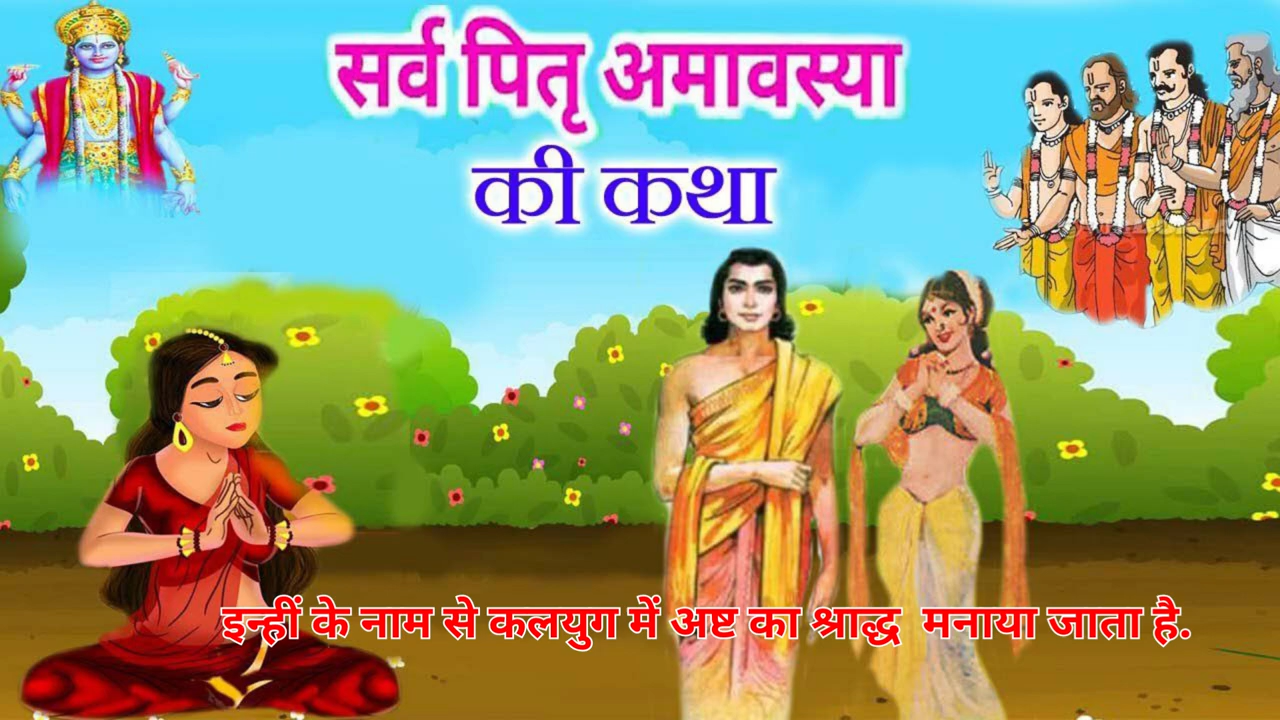 सर्व पितृ अमावस्या
की कथा
इन्हीं के नाम से कलयुग में अष्ट का श्राद्ध मनाया जाता है.